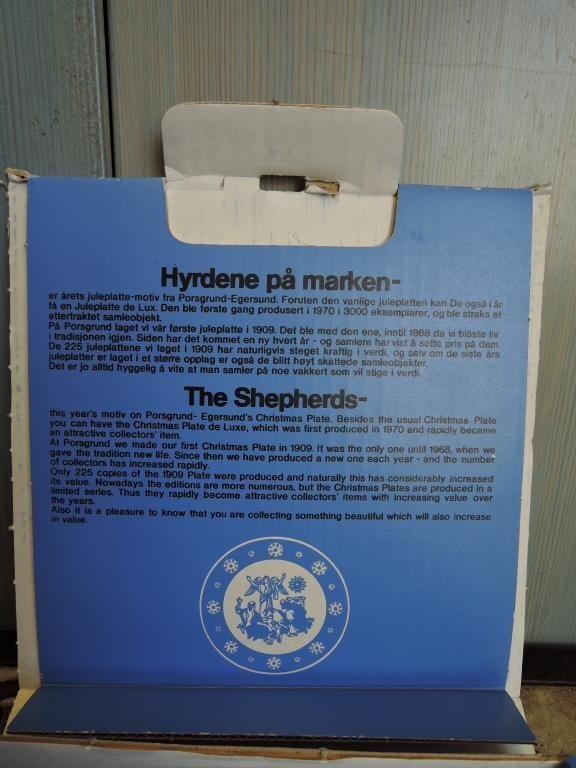 Hyrdene på marken-
er årets juleplatte-motiv fra Porsgrund-Egersund. Foruten den vanlige juleplatten kan De også i år
få en Juleplatte de Lux. Den ble første gang produsert i 1970 i 3000 eksemplarer, og ble straks et
ettertraktet samleobjekt.
På Porsgrund laget vi vår første juleplatte i 1909. Det ble med den ene, inntil 1968 da vi blåste liv
i tradisjonen igjen. Siden har det kommet en ny hvert år - og samlere har vist å sette pris på dem.
De 225 juleplattene vi laget i 1909 har naturligvis steget kraftig i verdi, og selv om de siste års
juleplatter er laget i et større opplag er også de blitt høyt skattede samleobjekter.
Det er jo alltid hyggelig å vite at man samler på noe vakkert som vil stige i verdi.
The Shepherds-
this year's motiv on Porsgrund- Egersund's Christmas Plate. Besides the usual Christmas Plate
you can have the Christmas Plate de Luxe, which was first produced in 1970 and rapidly became
an attractive collectors' item.
At Porsgrund we made our first Christmas Plate in 1909. It was the only one until 1968, when we
gave the tradition new life. Since then we have produced a new one each year - and the number
of collectors has increased rapidly.
Only 225 copies of the 1909 Plate were produced and naturally this has considerably increased
its value. Nowadays the editions are more numerous, but the Christmas Plates are produced in a
limited series. Thus they rapidly become attractive collectors' items with increasing value over
the years.
Also it is a pleasure to know that you are collecting something beautiful which will also increase
in value.